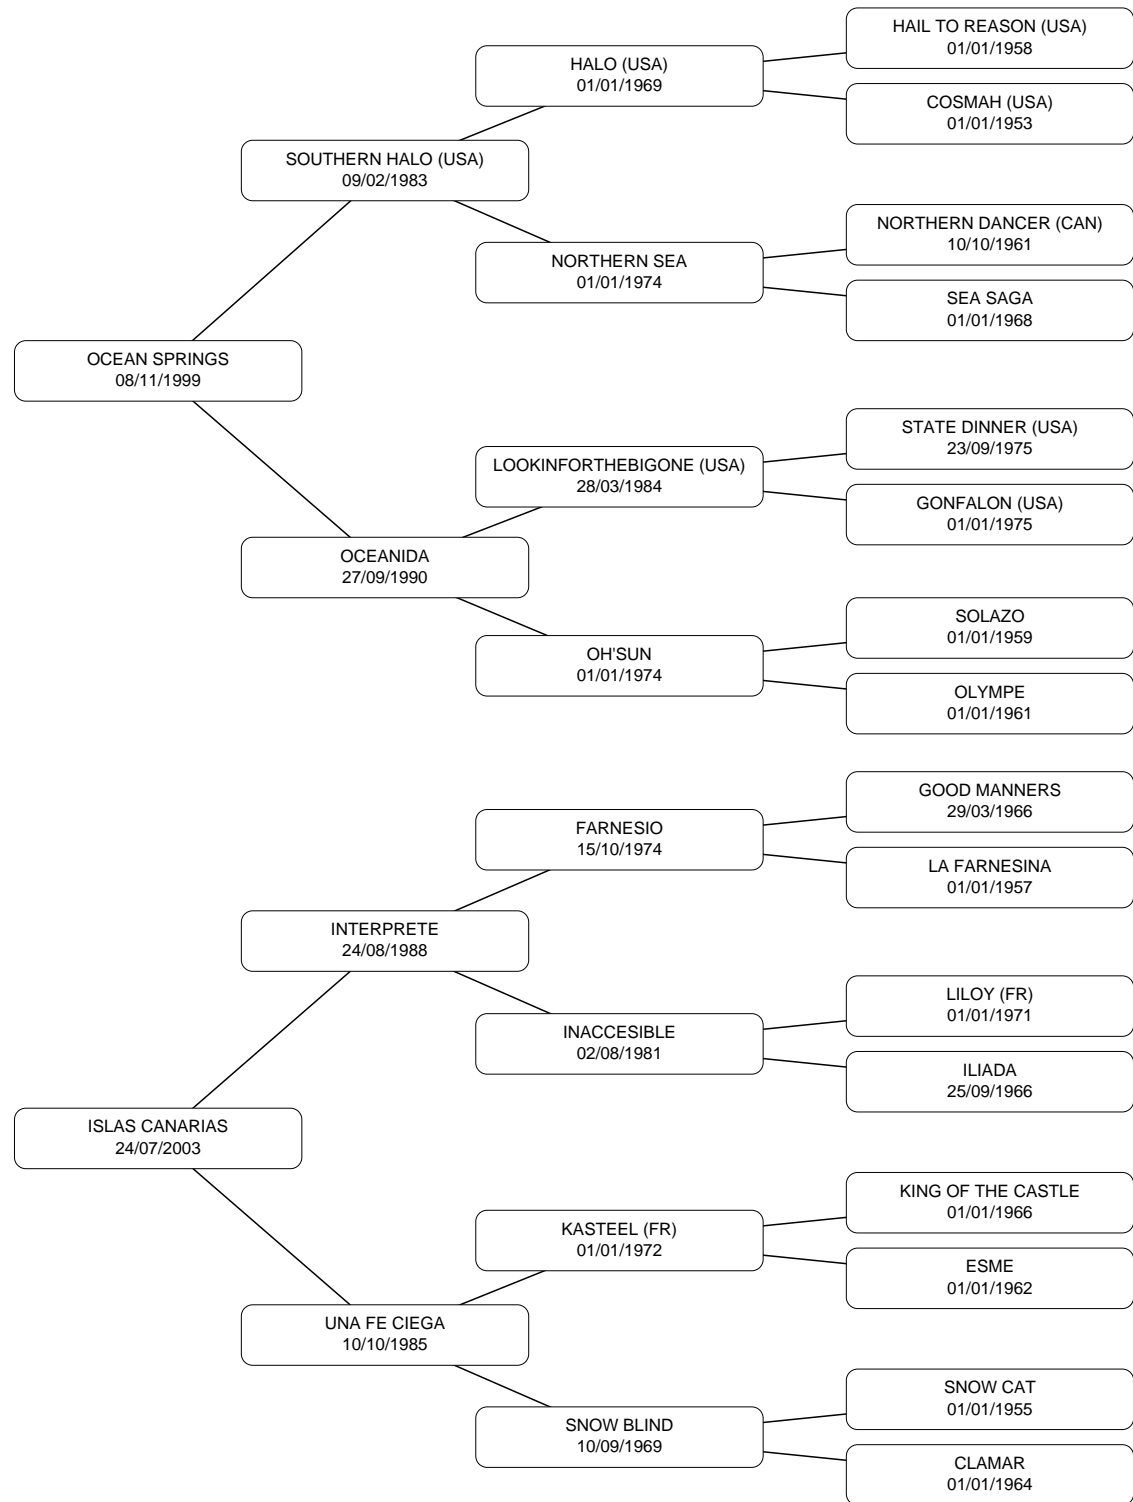 HAIL TO REASON (USA)
01/01/1958
HALO (USA)
01/01/1969
COSMAH (USA)
01/01/1953
SOUTHERN HALO (USA)
09/02/1983
NORTHERN DANCER (CAN)
10/10/1961
NORTHERN SEA
01/01/1974
SEA SAGA
01/01/1968
OCEAN SPRINGS
08/11/1999
STATE DINNER (USA)
23/09/1975
LOOKINFORTHEBIGONE (USA)
28/03/1984
GONFALON (USA)
01/01/1975
OCEANIDA
27/09/1990
SOLAZO
01/01/1959
OH'SUN
01/01/1974
OLYMPE
01/01/1961
GOOD MANNERS
29/03/1966
FARNESIO
15/10/1974
LA FARNESINA
01/01/1957
INTERPRETE
24/08/1988
LILOY (FR)
01/01/1971
INACCESIBLE
02/08/1981
ILIADA
25/09/1966
ISLAS CANARIAS
24/07/2003
KING OF THE CASTLE
01/01/1966
KASTEEL (FR)
01/01/1972
ESME
01/01/1962
UNA FE CIEGA
10/10/1985
SNOW CAT
01/01/1955
SNOW BLIND
10/09/1969
CLAMAR
01/01/1964